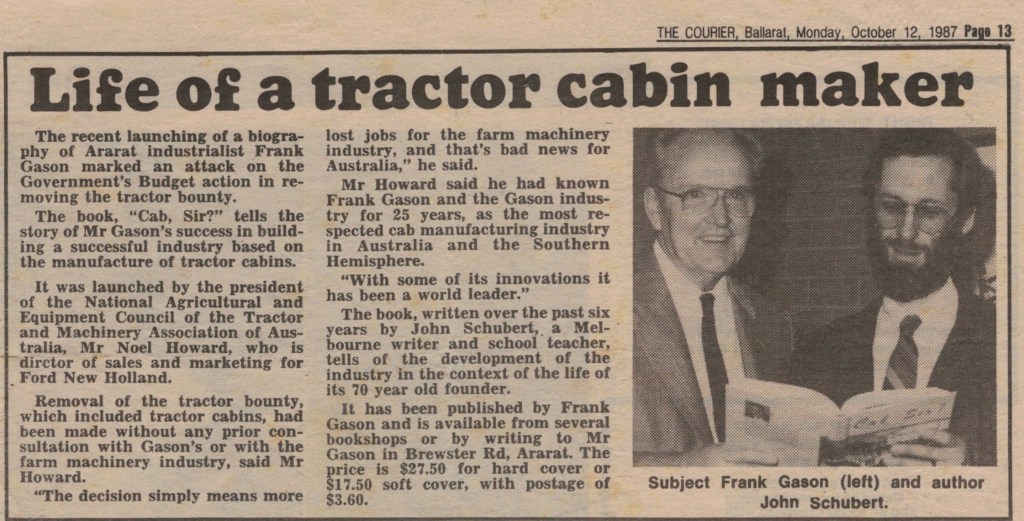 THE COURIER, Ballarat, Monday, October 12, 1987 Page 13
Life of a tractor cabin maker
The recent launching of a biogra-
phy of Ararat industrialist Frank
Gason marked an attack on the
Government's Budget action in re-
moving the tractor bounty.
The book, "Cab, Sir?" tells the
story of Mr Gason's success in build-
ing a successful industry based on
the manufacture of tractor cabins.
It was launched by the president
of the National Agricultural and
Equipment Council of the Tractor
and Machinery Association of Aus-
tralia, Mr Noel Howard, who is
dirctor of sales and marketing for
Ford New Holland.
Removal of the tractor bounty,
which included tractor cabins, had
been made without any prior con-
sultation with Gason's or with the
farm machinery industry, said Mr
Howard.
"The decision simply means more
lost jobs for the farm machinery
industry, and that's bad news for
Australia," he said.
Mr Howard said he had known
Frank Gason and the Gason indus-
try for 25 years, as the most re-
spected cab manufacturing industry
in Australia and the Southern
Hemisphere.
"With some of its innovations it
has been a world leader."
The book, written over the past six
years by John Schubert, a Mel-
bourne writer and school teacher,
tells of the development of the
industry in the context of the life of
its 70 year old founder.
It has been published by Frank
Gason and is available from several
bookshops or by writing to Mr
Gason in Brewster Rd, Ararat. The
price is $27.50 for hard cover or
$17.50 soft cover, with postage of
$3.60.
Cab Sir?
Subject Frank Gason (left) and author
John Schubert.